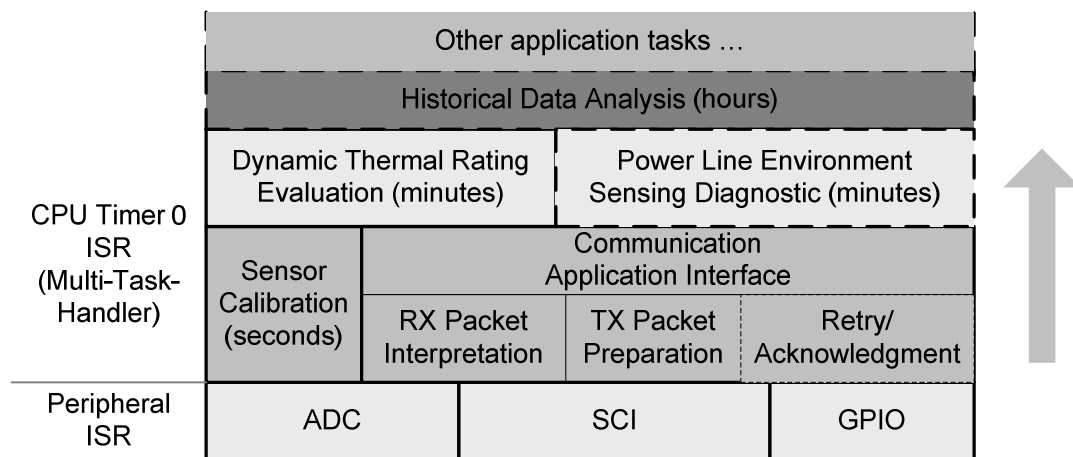 Other application tasks …
Historical Data Analysis (hours)
Dynamic Thermal Rating
Evaluation (minutes)
Power Line Environment
Sensing Diagnostic (minutes)
CPU Timer 0
ISR
(Multi-Task-
Handler)
Sensor
Calibration
(seconds)
Communication
Application Interface
RX Packet
Interpretation
TX Packet
Preparation
Retry/
Acknowledgment
Peripheral
ISR
ADC
SCI
GPIO